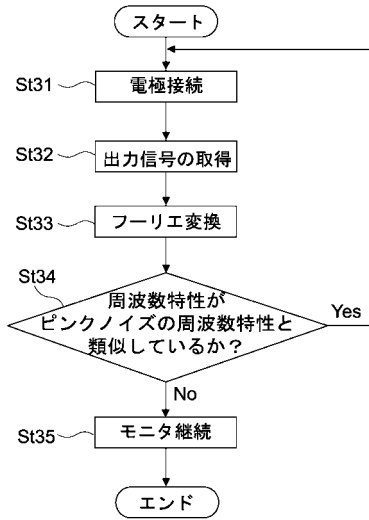 スタート
St31
電極接続
St32
出力信号の取得
St33
フーリエ変換
St34
周波数特性が
ピンクノイズの周波数特性と
類似しているか？
Yes
No
St35
モニタ継続
エンド